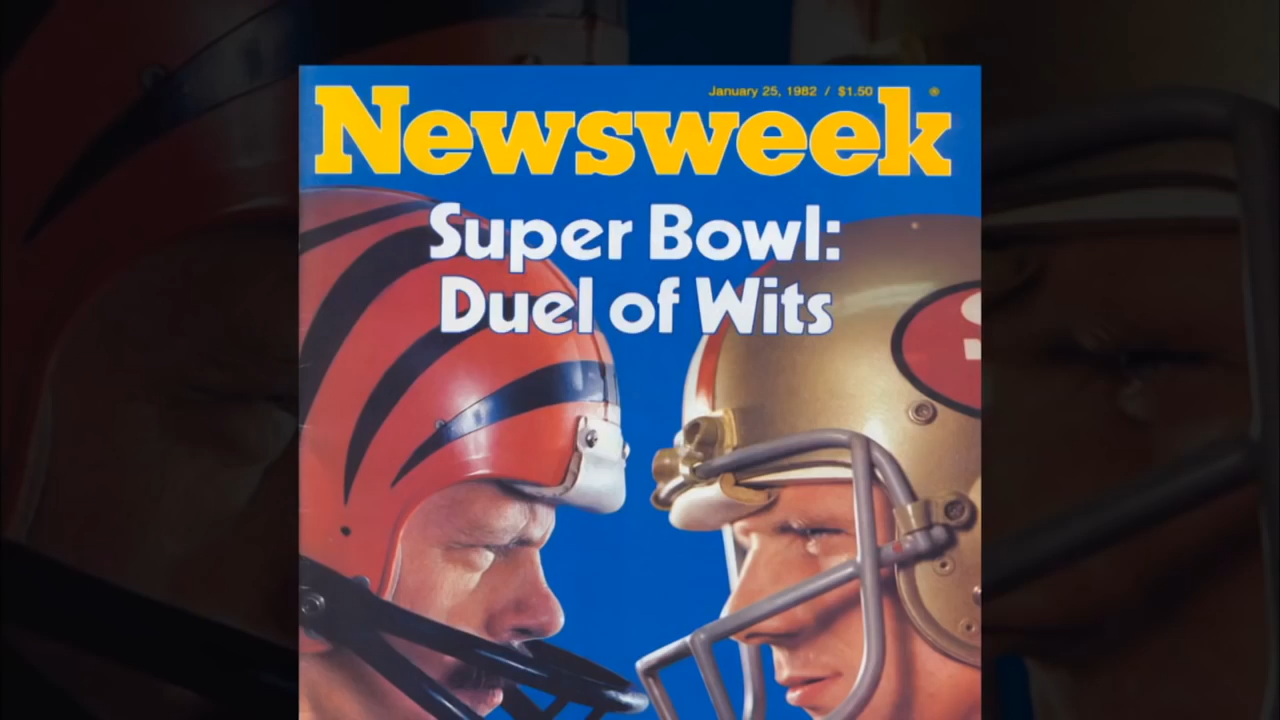 January 25, 1982 / $1.50
Newsweek®
Super Bowl:
Duel of Wits